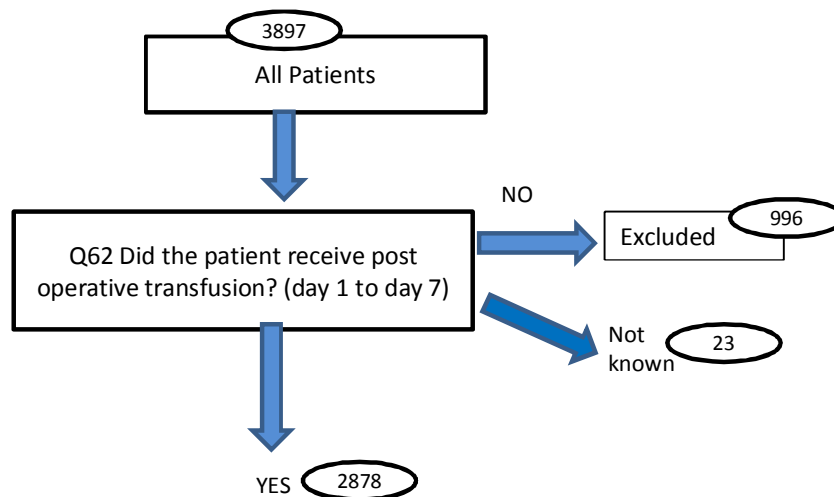 3897
All Patients
NO
996
Excluded
Q62 Did the patient receive post
operative transfusion? (day 1 to day 7)
Not
known
23
YES
2878